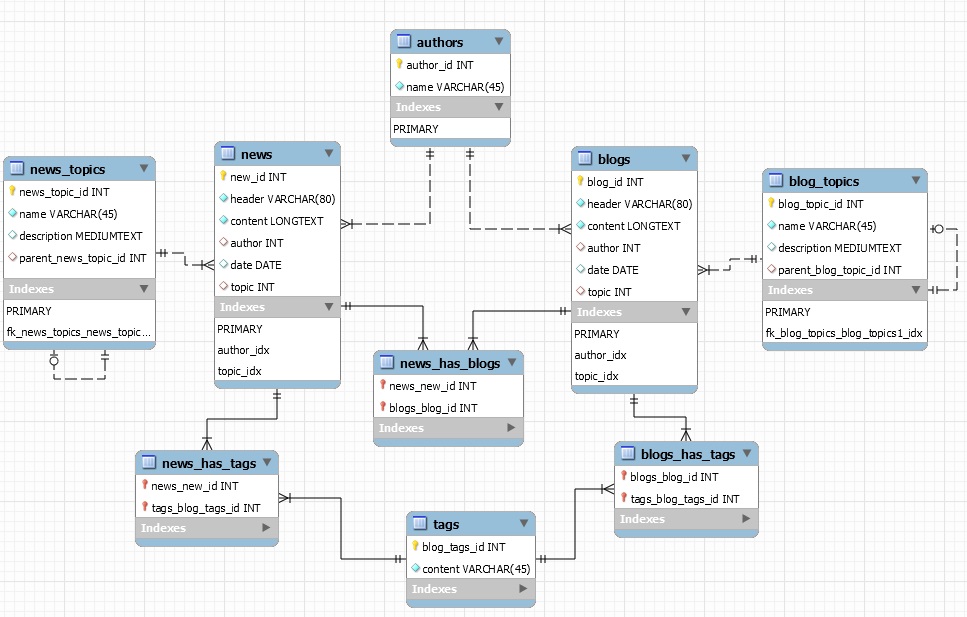 authors
author_id INT
name VARCHAR(45)
Indexes
PRIMARY
news_topics
news_topic_id INT
name VARCHAR(45)
description MEDIUMTEXT
parent_news_topic_id INT
Indexes
PRIMARY
fk_news_topics_news_topic...
news
new_id INT
header VARCHAR(80)
content LONGTEXT
author INT
date DATE
topic INT
Indexes
PRIMARY
author_idx
topic_idx
blogs
blog_id INT
header VARCHAR(80)
content LONGTEXT
author INT
date DATE
topic INT
Indexes
PRIMARY
author_idx
topic_idx
blog_topics
blog_topic_id INT
name VARCHAR(45)
description MEDIUMTEXT
parent_blog_topic_id INT
Indexes
PRIMARY
fk_blog_topics_blog_topics1_idx
news_has_blogs
news_new_id INT
blogs_blog_id INT
Indexes
news_has_tags
news_new_id INT
tags_blog_tags_id INT
Indexes
blogs_has_tags
blogs_blog_id INT
tags_blog_tags_id INT
Indexes
tags
blog_tags_id INT
content VARCHAR(45)
Indexes